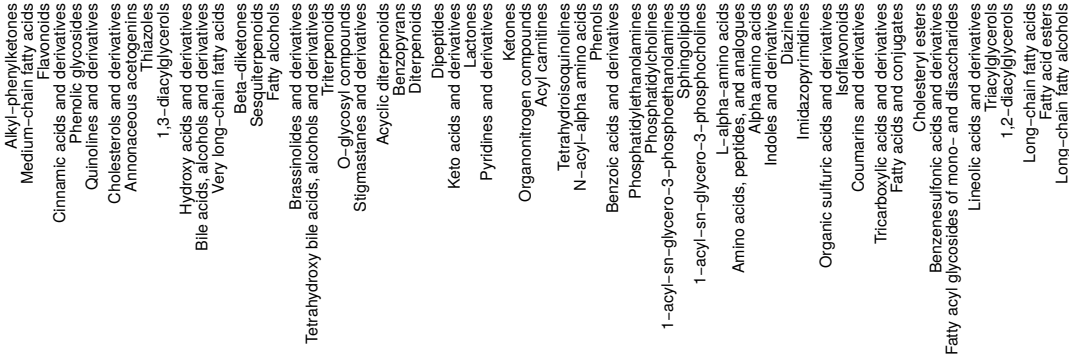 Alkyl−phenylketones
Medium−chain fatty acids
Flavonoids
Cinnamic acids and derivatives
Phenolic glycosides
Quinolines and derivatives
Cholesterols and derivatives
Annonaceous acetogenins
Thiazoles
1,3−diacylglycerols
Hydroxy acids and derivatives
Bile acids, alcohols and derivatives
Very long−chain fatty acids
Beta−diketones
Sesquiterpenoids
Fatty alcohols
Brassinolides and derivatives
Tetrahydroxy bile acids, alcohols and derivatives
Triterpenoids
O−glycosyl compounds
Stigmastanes and derivatives
Acyclic diterpenoids
Benzopyrans
Diterpenoids
Dipeptides
Keto acids and derivatives
Lactones
Pyridines and derivatives
Ketones
Organonitrogen compounds
Acyl carnitines
Tetrahydroisoquinolines
N−acyl−alpha amino acids
Phenols
Benzoic acids and derivatives
Phosphatidylethanolamines
Phosphatidylcholines
1−acyl−sn−glycero−3−phosphoethanolamines
Sphingolipids
1−acyl−sn−glycero−3−phosphocholines
L−alpha−amino acids
Amino acids, peptides, and analogues
Alpha amino acids
Indoles and derivatives
Diazines
Imidazopyrimidines
Organic sulfuric acids and derivatives
Isoflavonoids
Coumarins and derivatives
Tricarboxylic acids and derivatives
Fatty acids and conjugates
Cholesteryl esters
Benzenesulfonic acids and derivatives
Fatty acyl glycosides of mono− and disaccharides
Lineolic acids and derivatives
Triacylglycerols
1,2−diacylglycerols
Long−chain fatty acids
Fatty acid esters
Long−chain fatty alcohols